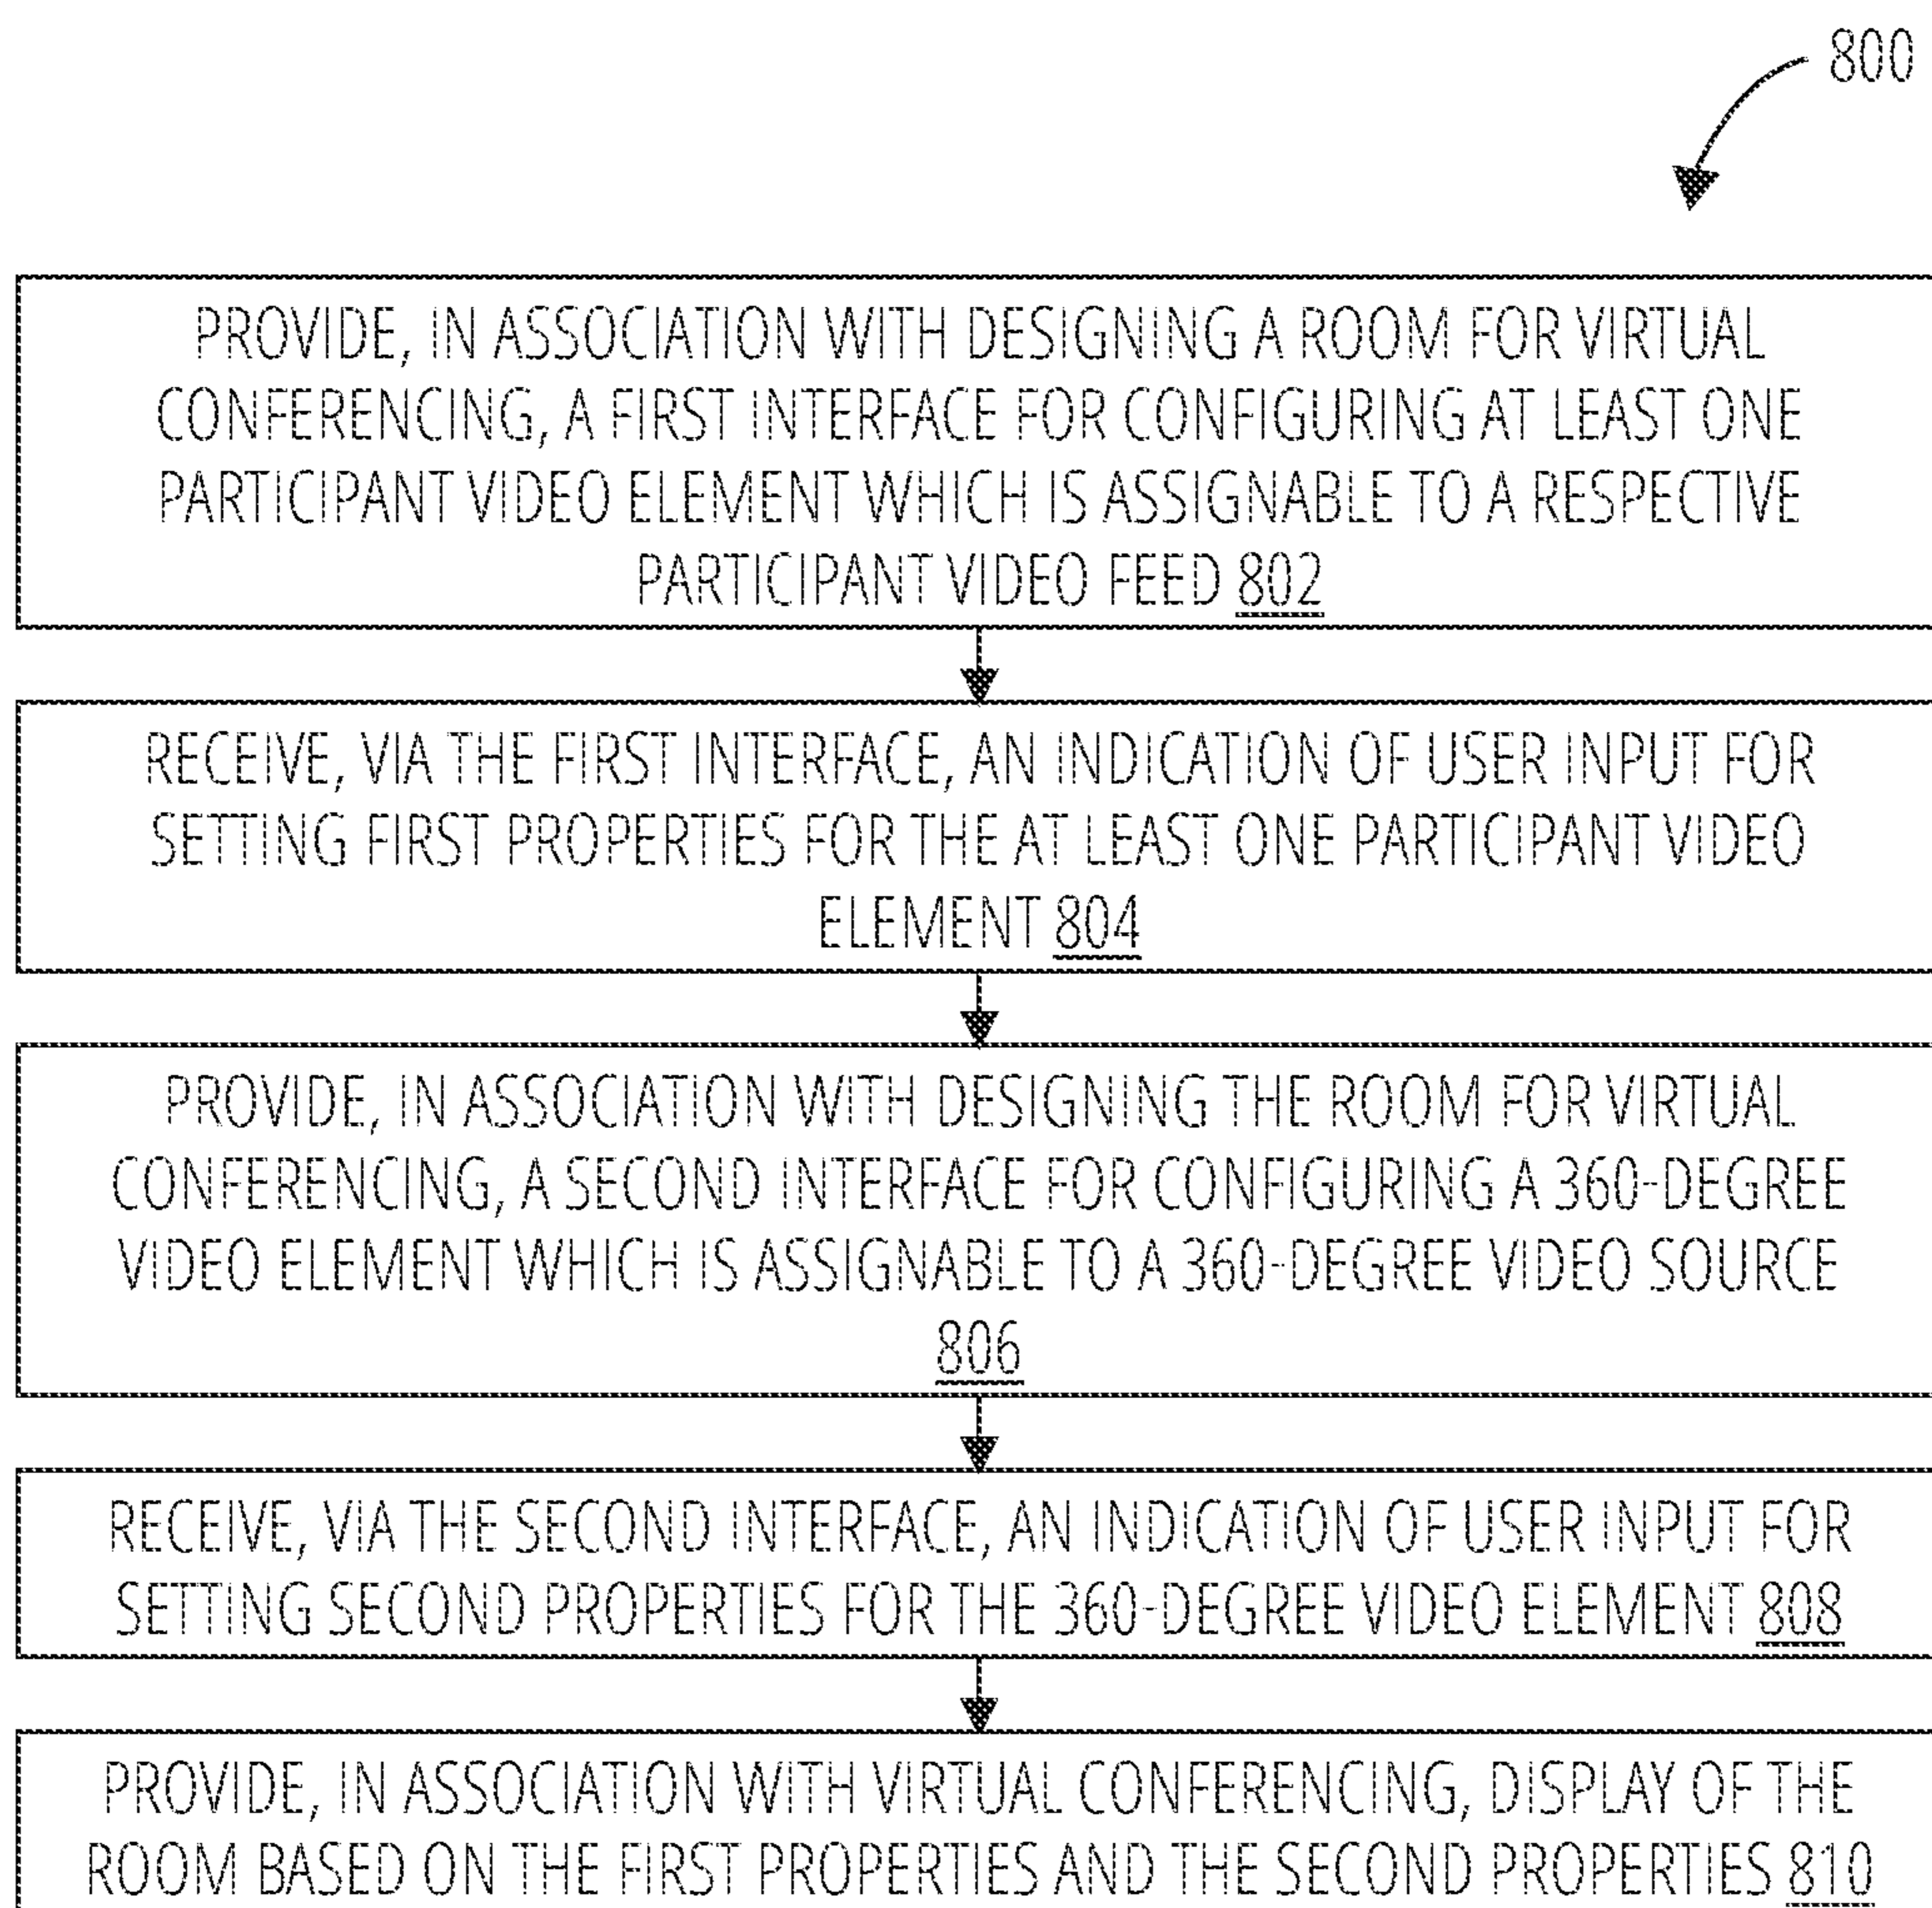 800
PROVIDE, IN ASSOCIATION WITH DESIGNING A ROOM FOR VIRTUAL
CONFERENCING, A FIRST INTERFACE FOR CONFIGURING AT LEAST ONE
PARTICIPANT VIDEO ELEMENT WHICH IS ASSIGNABLE TO A RESPECTIVE
PARTICIPANT VIDEO FEED 802
RECEIVE, VIA THE FIRST INTERFACE, AN INDICATION OF USER INPUT FOR
SETTING FIRST PROPERTIES FOR THE AT LEAST ONE PARTICIPANT VIDEO
ELEMENT 804
PROVIDE, IN ASSOCIATION WITH DESIGNING THE ROOM FOR VIRTUAL
CONFERENCING, A SECOND INTERFACE FOR CONFIGURING A 360-DEGREE
VIDEO ELEMENT WHICH IS ASSIGNABLE TO A 360-DEGREE VIDEO SOURCE
806
RECEIVE, VIA THE SECOND INTERFACE, AN INDICATION OF USER INPUT FOR
SETTING SECOND PROPERTIES FOR THE 360-DEGREE VIDEO ELEMENT 808
PROVIDE, IN ASSOCIATION WITH VIRTUAL CONFERENCING, DISPLAY OF THE
ROOM BASED ON THE FIRST PROPERTIES AND THE SECOND PROPERTIES 810